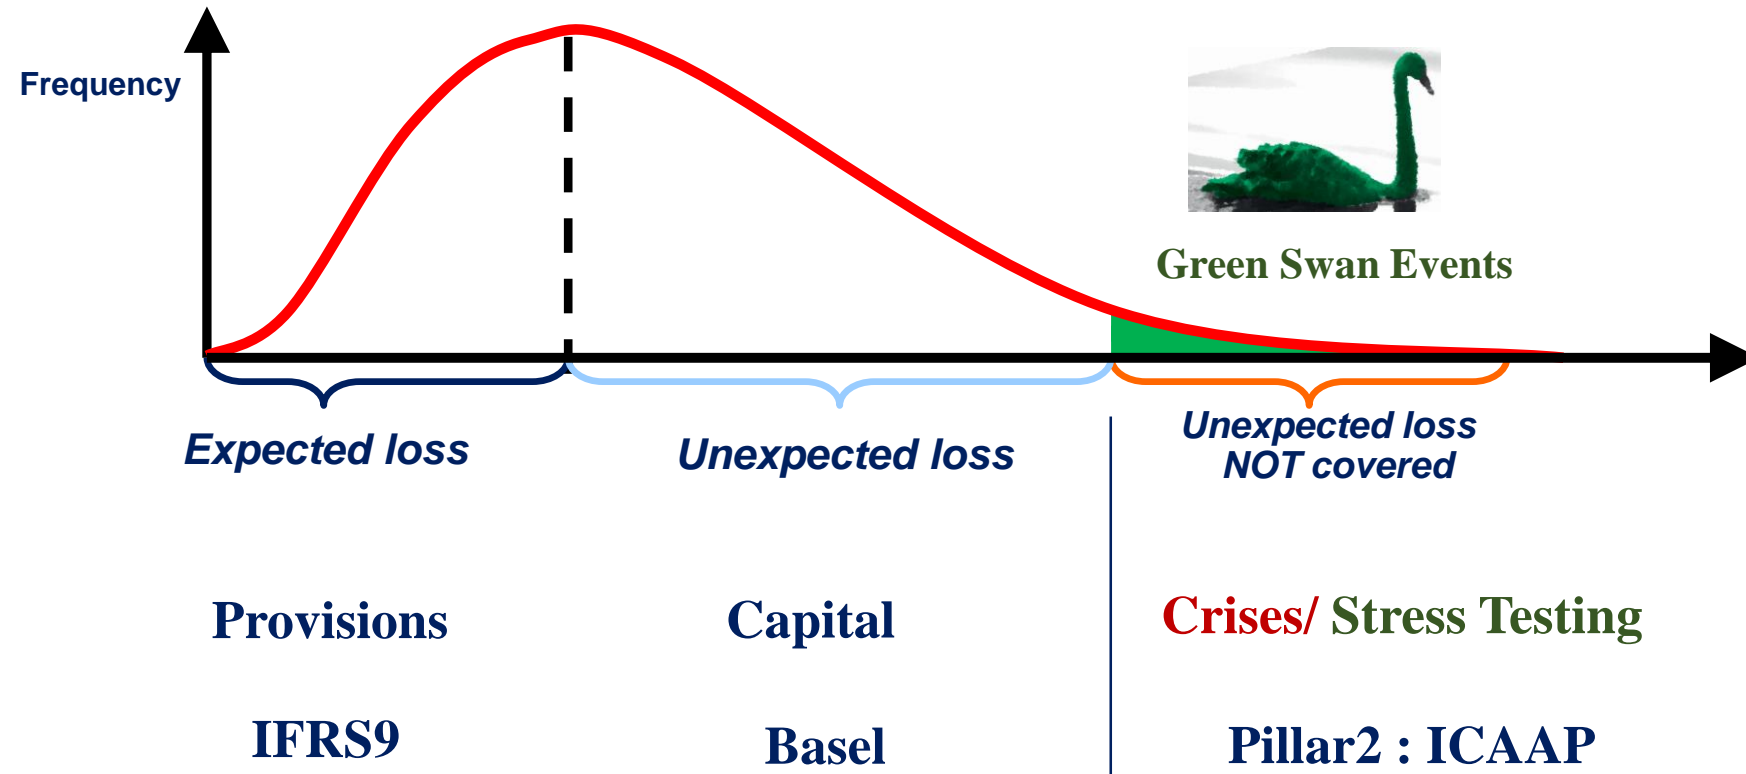 Frequency
Green Swan Events
Expected loss
Unexpected loss
Unexpected loss
NOT covered
Provisions
Capital
Crises/ Stress Testing
IFRS9
Basel
Pillar2 : ICAAP